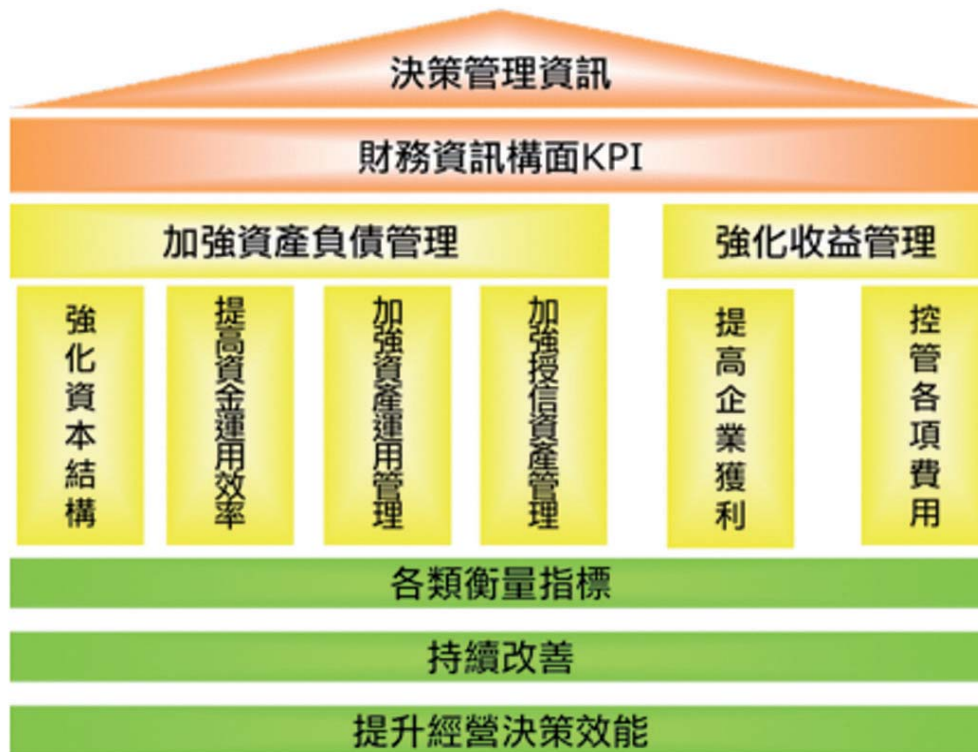 決策管理資訊
財務資訊構面KPI
加強資產負債管理
強化收益管理
強化資本結構
提高資金運用效率
加強資產運用管理
加強授信資產管理
提高企業獲利
控管各項費用
各類衡量指標
持續改善
提升經營決策效能